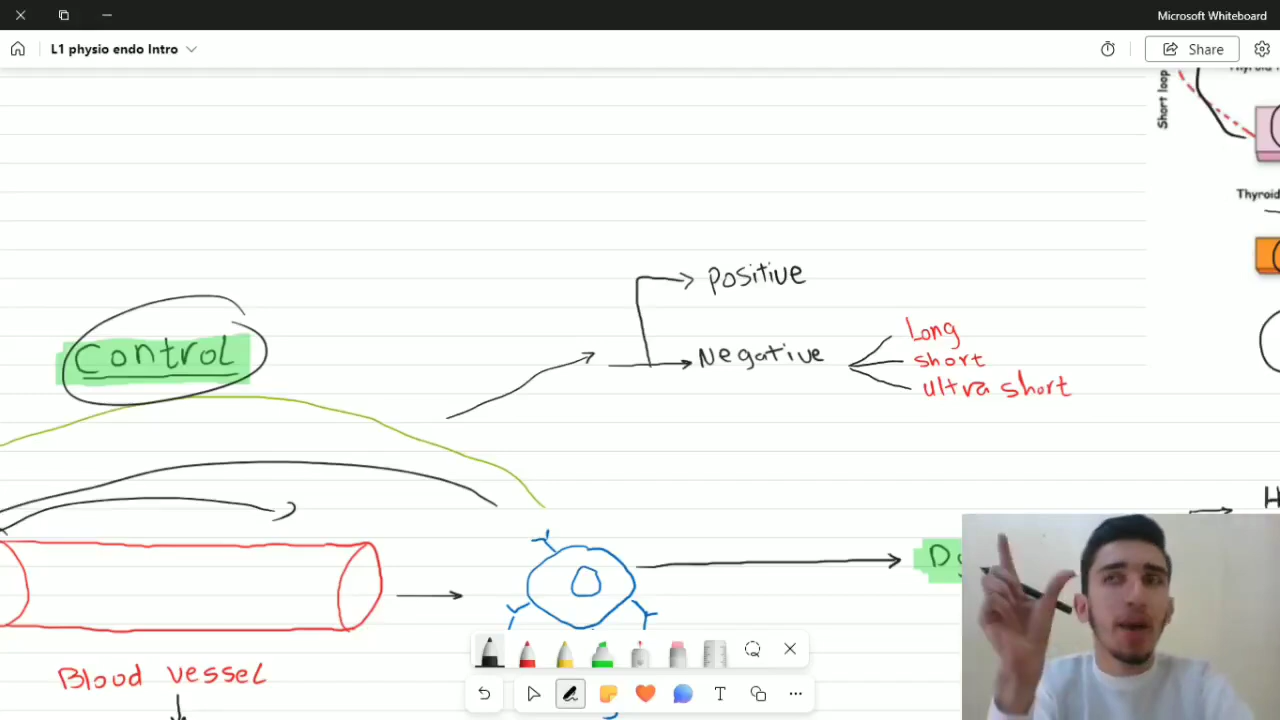 Microsoft Whiteboard
L1 physio endo Intro
Share
Short loop
Thyroid
Positive
Control
Negative
Long
short
ultra short
H
Dy
Blood vessel